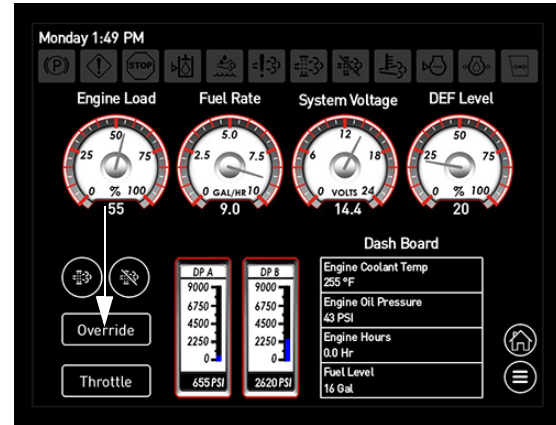 Monday 1:49 PM
(P) ! STOP
Engine Load Fuel Rate System Voltage DEF Level
50 5.0 12 50
25 75 2.5 7.5 6 18 25 75
0 % 100 0 GAL/HR 10 0 VOLTS 24 0 % 100
55 9.0 14.4 20
Dash Board
DP A DP B
9000 9000
6750 6750
4500 4500
2250 2250
0 0
655 PSI 2620 PSI
Engine Coolant Temp
255 °F
Engine Oil Pressure
43 PSI
Engine Hours
0.0 Hr
Fuel Level
16 Gal
Override
Throttle